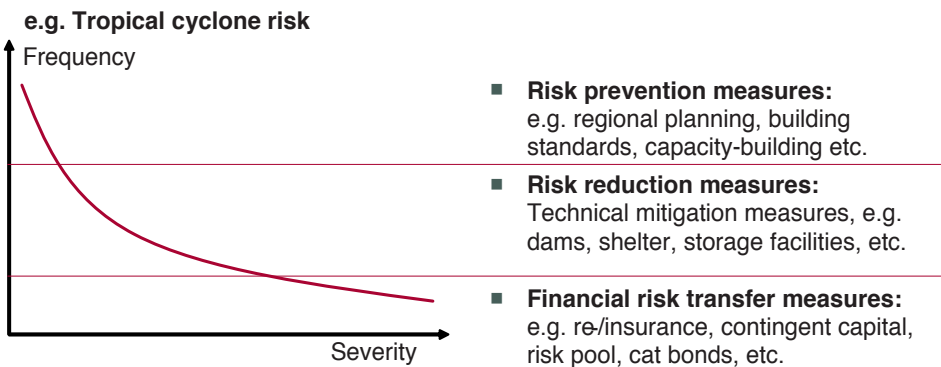 e.g. Tropical cyclone risk
Frequency
Severity
Risk prevention measures:
e.g. regional planning, building
standards, capacity-building etc.
Risk reduction measures:
Technical mitigation measures, e.g.
dams, shelter, storage facilities, etc.
Financial risk transfer measures:
e.g. re-/insurance, contingent capital,
risk pool, cat bonds, etc.